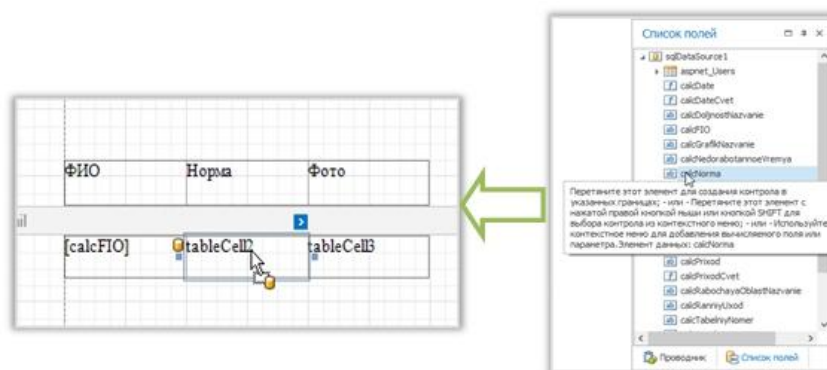 ФИО Норма Фото
[calcFIO] tableCell2 tableCell3
Список полей
sqlDataSource1
aspnet_Users
calcDate
calcDateCvet
calcDoljnostNazvanie
calcFIO
calcGrafikNazvanie
calcNedorabotannoeVremya
calcNorma
Перетяните этот элемент для создания контрола в
указанных границах; - или - Перетяните этот элемент с
нажатой правой кнопкой мыши или кнопкой SHIFT для
выбора контрола из контекстного меню; - или - Используйте
контекстное меню для добавления вычисляемого поля или
параметра.Элемент данных: calcNorma
calcPrixod
calcPrixodCvet
calcRabochayaOblastNazvanie
calcRanniyUxod
calcTabelniyNomer
Проводник Список полей